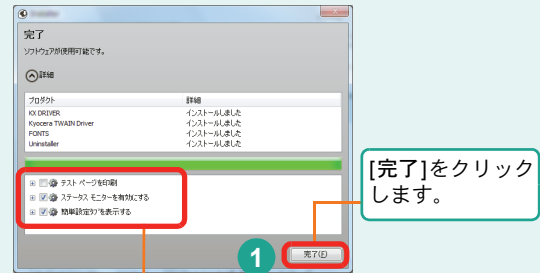 完了
ソフトウェアが使用可能です。
詳細
プロダクト 詳細
KX DRIVER インストールしました
Kyocera TWAIN Driver インストールしました
FONTS インストールしました
Uninstaller インストールしました
テスト ページを印刷
ステータス モニターを有効にする
簡単設定ﾀﾌﾞを表示する
1
完了(F)
[完了]をクリック
します。